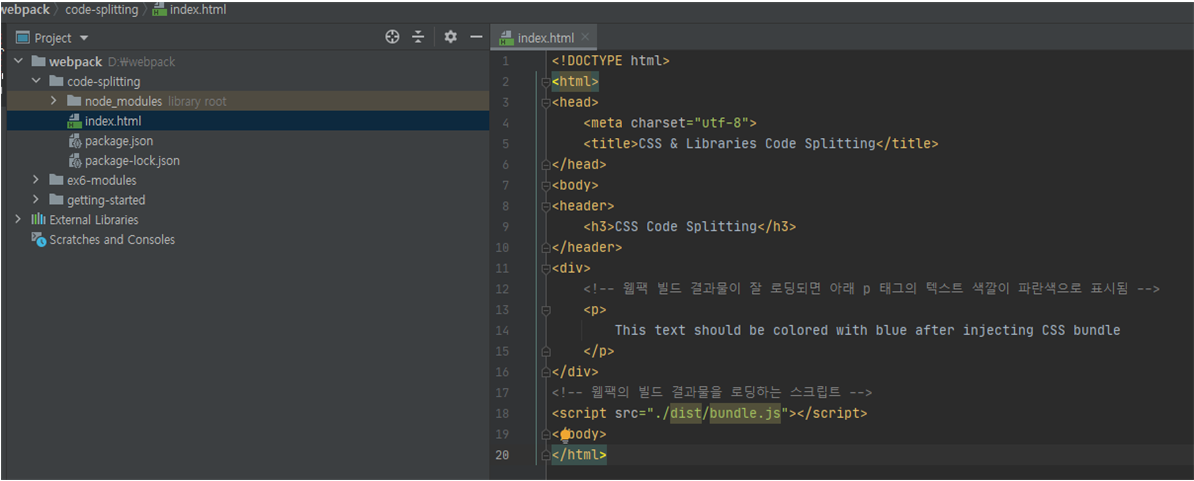 webpack > code-splitting > index.html
Project
webpack D:₩webpack
code-splitting
node_modules library root
index.html
package.json
package-lock.json
ex6-modules
getting-started
External Libraries
Scratches and Consoles
index.html
1 <!DOCTYPE html>
2 <html>
3 <head>
4 <meta charset="utf-8">
5 <title>CSS & Libraries Code Splitting</title>
6 </head>
7 <body>
8 <header>
9 <h3>CSS Code Splitting</h3>
10 </header>
11 <div>
12 <!-- 웹팩 빌드 결과물이 잘 로딩되면 아래 p 태그의 텍스트 색깔이 파란색으로 표시됨 -->
13 <p>
14 This text should be colored with blue after injecting CSS bundle
15 </p>
16 </div>
17 <!-- 웹팩의 빌드 결과물을 로딩하는 스크립트 -->
18 <script src="./dist/bundle.js"></script>
19 </body>
20 </html>